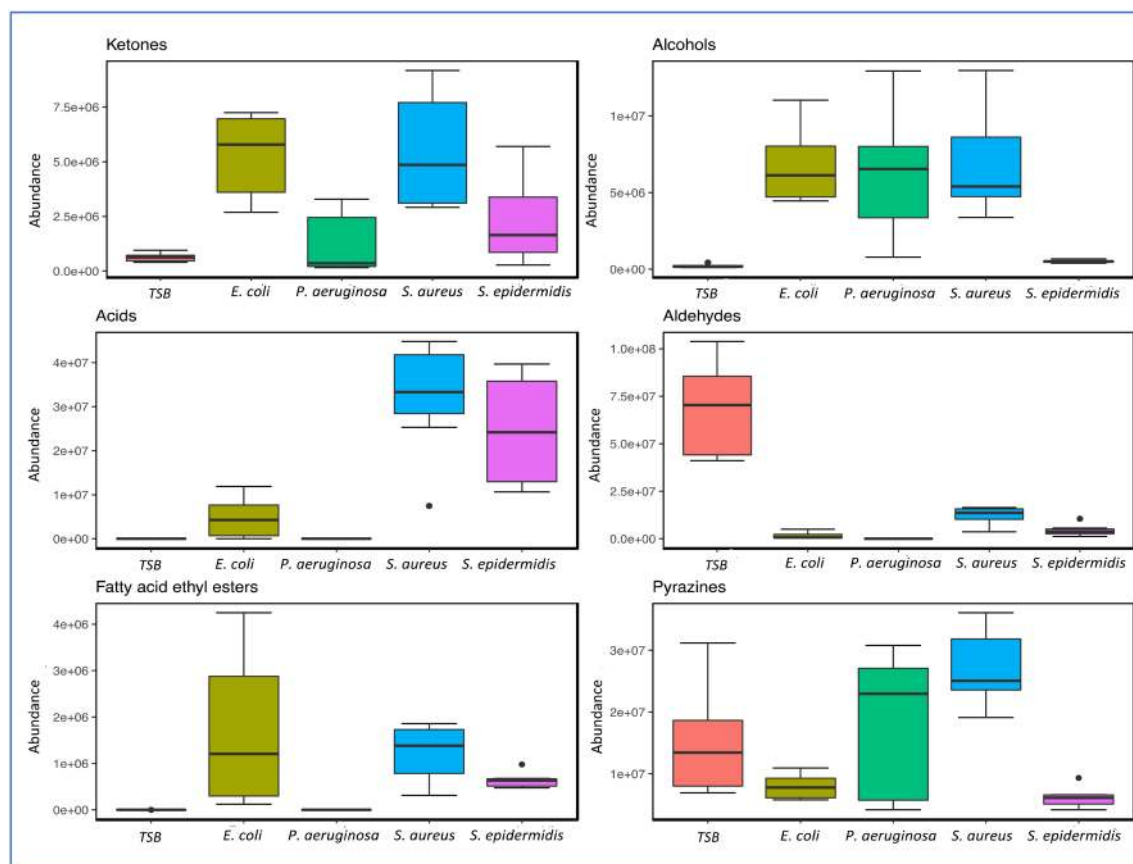 Ketones
Abundance
7.5e+06
5.0e+06
2.5e+06
0.0e+00
TSB E. coli P. aeruginosa S. aureus S. epidermidis
Alcohols
Abundance
1e+07
5e+06
0e+00
TSB E. coli P. aeruginosa S. aureus S. epidermidis
Acids
Abundance
4e+07
3e+07
2e+07
1e+07
0e+00
TSB E. coli P. aeruginosa S. aureus S. epidermidis
Aldehydes
Abundance
1.0e+08
7.5e+07
5.0e+07
2.5e+07
0.0e+00
TSB E. coli P. aeruginosa S. aureus S. epidermidis
Fatty acid ethyl esters
Abundance
4e+06
3e+06
2e+06
1e+06
0e+00
TSB E. coli P. aeruginosa S. aureus S. epidermidis
Pyrazines
Abundance
3e+07
2e+07
1e+07
TSB E. coli P. aeruginosa S. aureus S. epidermidis